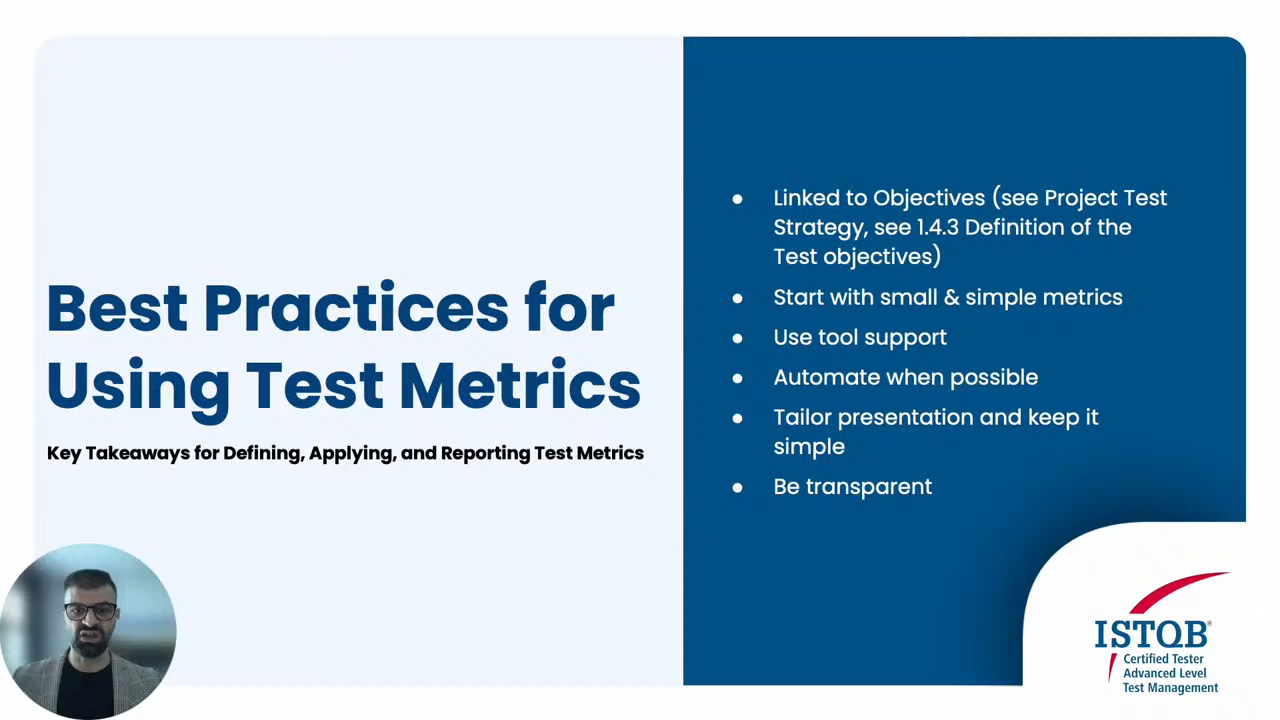 Best Practices for
Using Test Metrics
Key Takeaways for Defining, Applying, and Reporting Test Metrics
● Linked to Objectives (see Project Test
Strategy, see 1.4.3 Definition of the
Test objectives)
● Start with small & simple metrics
● Use tool support
● Automate when possible
● Tailor presentation and keep it
simple
● Be transparent
ISTQB®
Certified Tester
Advanced Level
Test Management